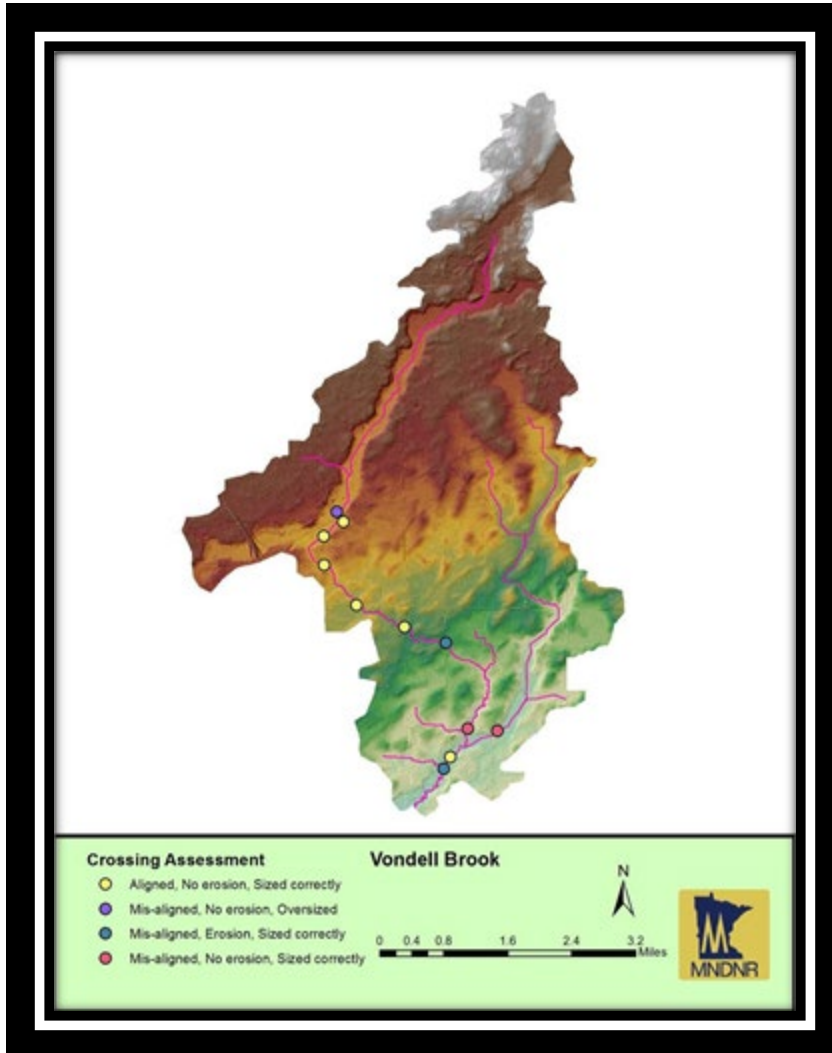 Crossing Assessment
Aligned, No erosion, Sized correctly
Mis-aligned, No erosion, Oversized
Mis-aligned, Erosion, Sized correctly
Mis-aligned, No erosion, Sized correctly
Vondell Brook
N
0 0.4 0.8 1.6 2.4 3.2
Miles
M
MNDNR